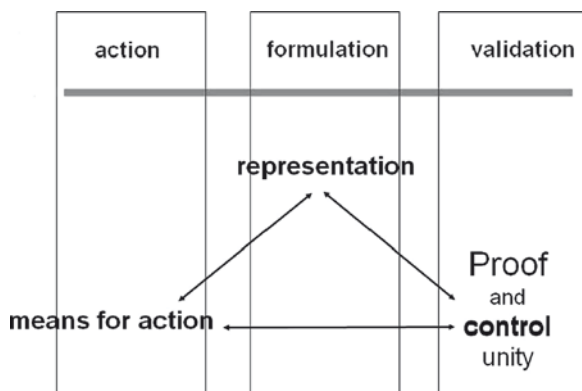 action formulation validation
representation
Proof
and
means for action control
unity